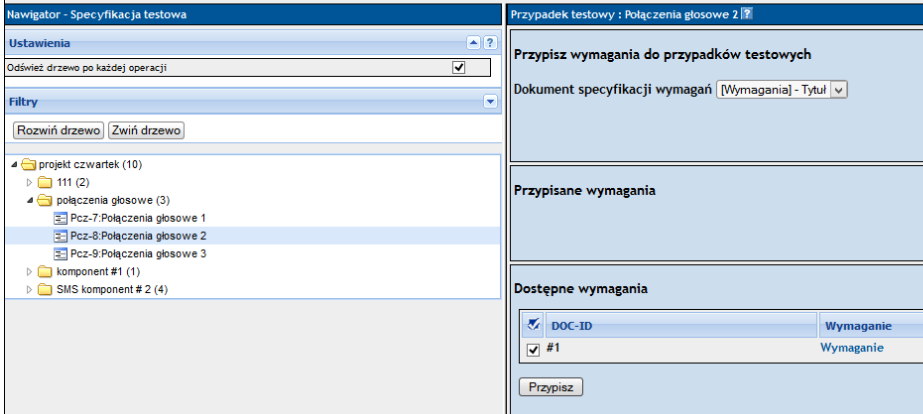 Nawigator - Specyfikacja testowa
Ustawienia
?
Odśwież drzewo po każdej operacji
Filtry
Rozwiń drzewo Zwiń drzewo
projekt czwartek (10)
111 (2)
połączenia głosowe (3)
Pcz-7:Połączenia głosowe 1
Pcz-8:Połączenia głosowe 2
Pcz-9:Połączenia głosowe 3
komponent #1 (1)
SMS komponent # 2 (4)
Przypadek testowy : Połączenia głosowe 2 ?
Przypisz wymagania do przypadków testowych
Dokument specyfikacji wymagań [Wymagania] - Tytuł
Przypisane wymagania
Dostępne wymagania
DOC-ID Wymaganie
#1 Wymaganie
Przypisz